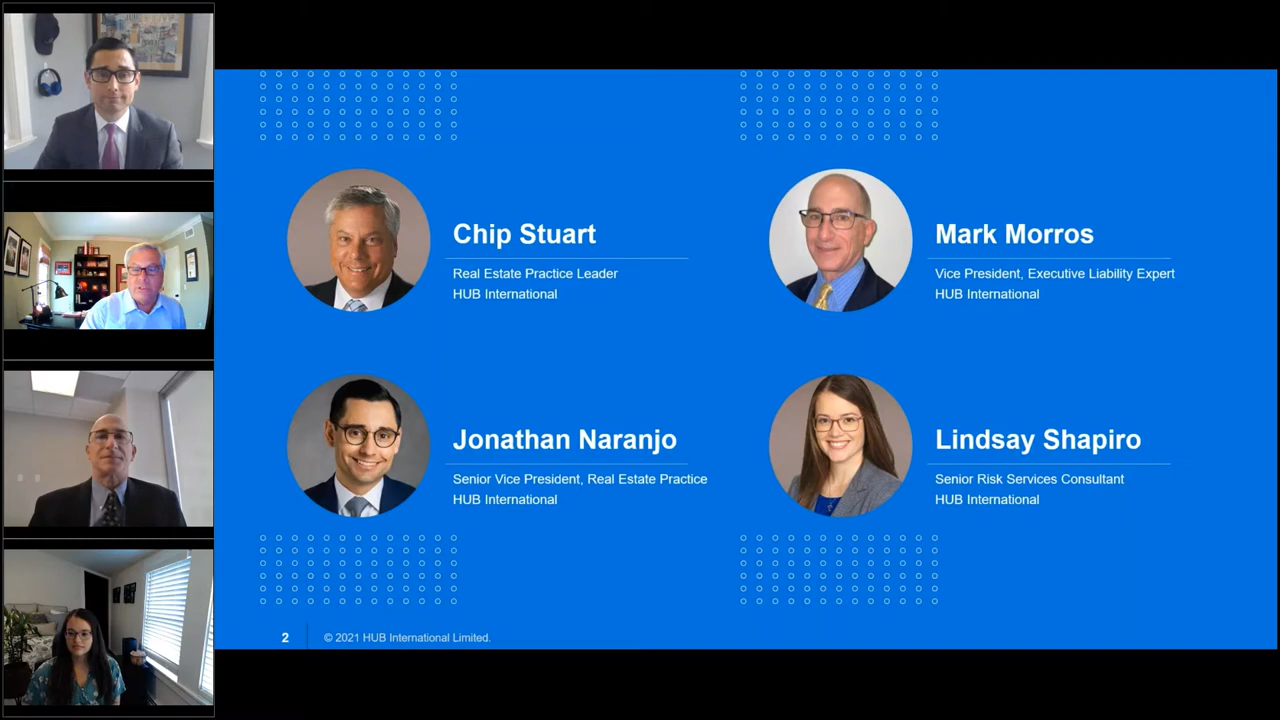 Chip Stuart
Real Estate Practice Leader
HUB International
Mark Morros
Vice President, Executive Liability Expert
HUB International
Jonathan Naranjo
Senior Vice President, Real Estate Practice
HUB International
Lindsay Shapiro
Senior Risk Services Consultant
HUB International
2
© 2021 HUB International Limited.